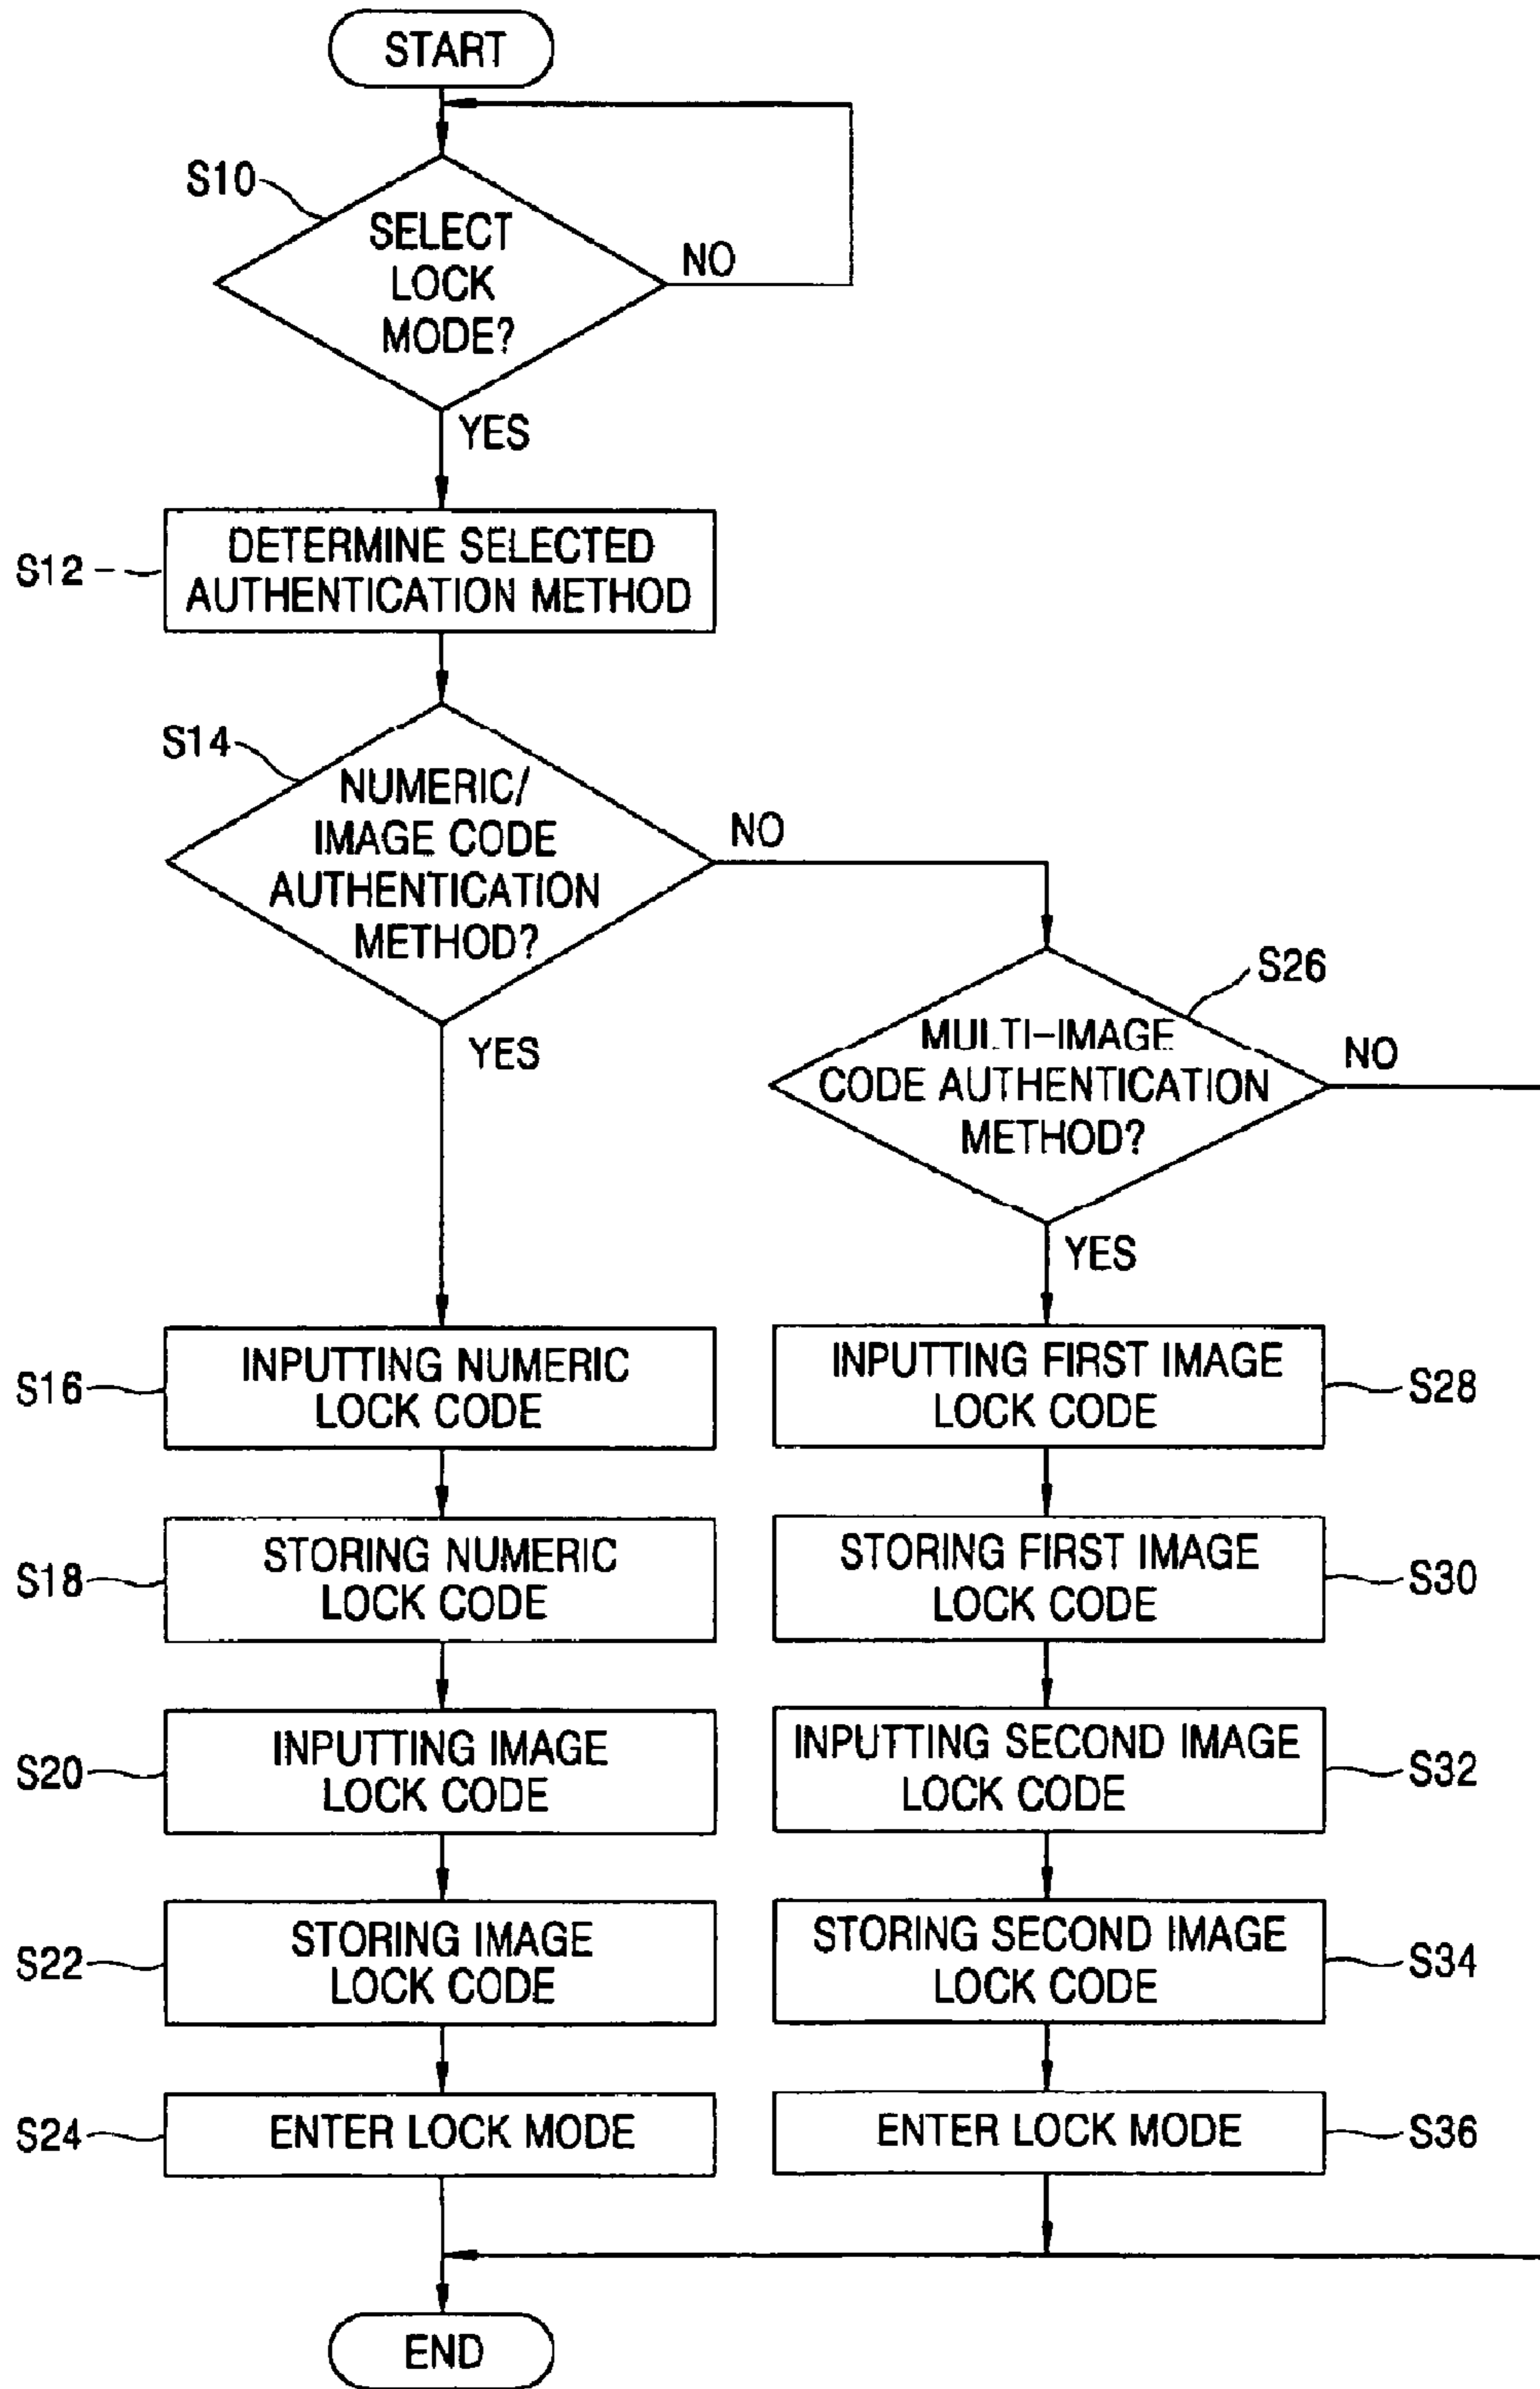 START
S10
SELECT
LOCK
MODE?
NO
YES
S12
DETERMINE SELECTED
AUTHENTICATION METHOD
S14
NUMERIC/
IMAGE CODE
AUTHENTICATION
METHOD?
NO
YES
S26
MULTI-IMAGE
CODE AUTHENTICATION
METHOD?
NO
YES
S16
INPUTTING NUMERIC
LOCK CODE
INPUTTING FIRST IMAGE
LOCK CODE
S28
S18
STORING NUMERIC
LOCK CODE
STORING FIRST IMAGE
LOCK CODE
S30
S20
INPUTTING IMAGE
LOCK CODE
INPUTTING SECOND IMAGE
LOCK CODE
S32
S22
STORING IMAGE
LOCK CODE
STORING SECOND IMAGE
LOCK CODE
S34
S24
ENTER LOCK MODE
ENTER LOCK MODE
S36
END